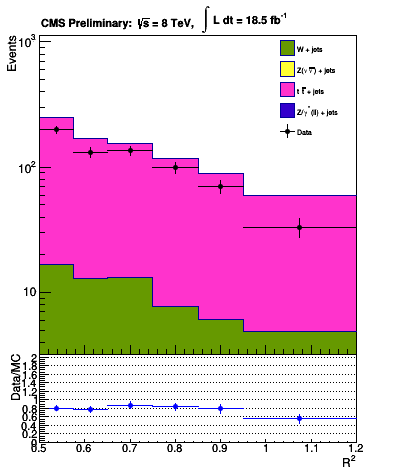 CMS Preliminary: √s = 8 TeV, ∫ L dt = 18.5 fb⁻¹
Events
10³
10²
10
W + jets
Z(ν ν̅) + jets
t t̅ + jets
Z/γ*(ll) + jets
Data
Data/MC
2
1.8
1.6
1.4
1.2
1
0.8
0.6
0.4
0.2
0
0.5 0.6 0.7 0.8 0.9 1 1.1 1.2
R²